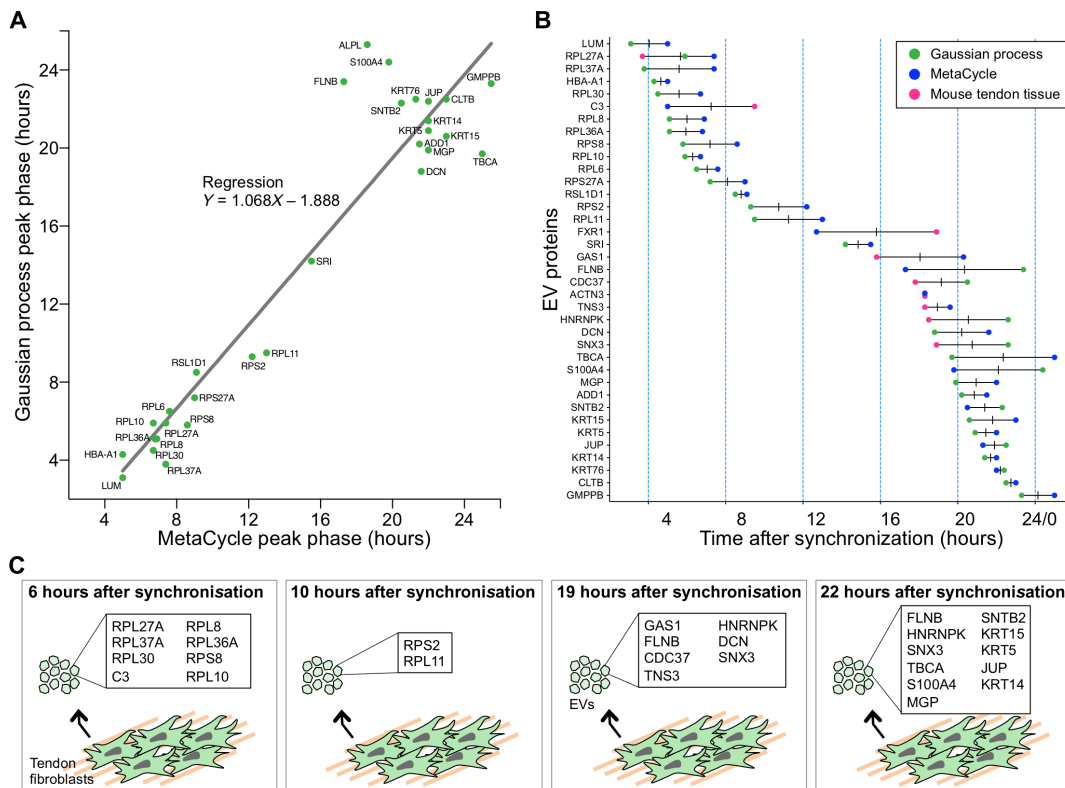 A
Gaussian process peak phase (hours)
24
20
16
12
8
4
4
8
12
16
20
24
MetaCycle peak phase (hours)
Regression
Y = 1.068X – 1.888
ALPL
S100A4
FLNB
GMPPB
KRT76
JUP
CLTB
SNTB2
KRT14
KRT5
KRT15
ADD1
MGP
TBCA
DCN
SRI
RPL11
RPS2
RSL1D1
RPS27A
RPL6
RPL10
RPS8
RPL27A
RPL36A
RPL8
HBA-A1
RPL30
RPL37A
LUM
B
EV proteins
LUM
RPL27A
RPL37A
HBA-A1
RPL30
C3
RPL8
RPL36A
RPS8
RPL10
RPL6
RPS27A
RSL1D1
RPS2
RPL11
FXR1
SRI
GAS1
FLNB
CDC37
ACTN3
TNS3
HNRNPK
DCN
SNX3
TBCA
S100A4
MGP
ADD1
SNTB2
KRT15
KRT5
JUP
KRT14
KRT76
CLTB
GMPPB
Gaussian process
MetaCycle
Mouse tendon tissue
4
8
12
16
20
24/0
Time after synchronization (hours)
C
6 hours after synchronisation
RPL27A RPL8
RPL37A RPL36A
RPL30 RPS8
C3 RPL10
Tendon
fibroblasts
10 hours after synchronisation
RPS2
RPL11
19 hours after synchronisation
GAS1 HNRNPK
FLNB DCN
CDC37 SNX3
TNS3
EVs
22 hours after synchronisation
FLNB SNTB2
HNRNPK KRT15
SNX3 KRT5
TBCA JUP
S100A4 KRT14
MGP